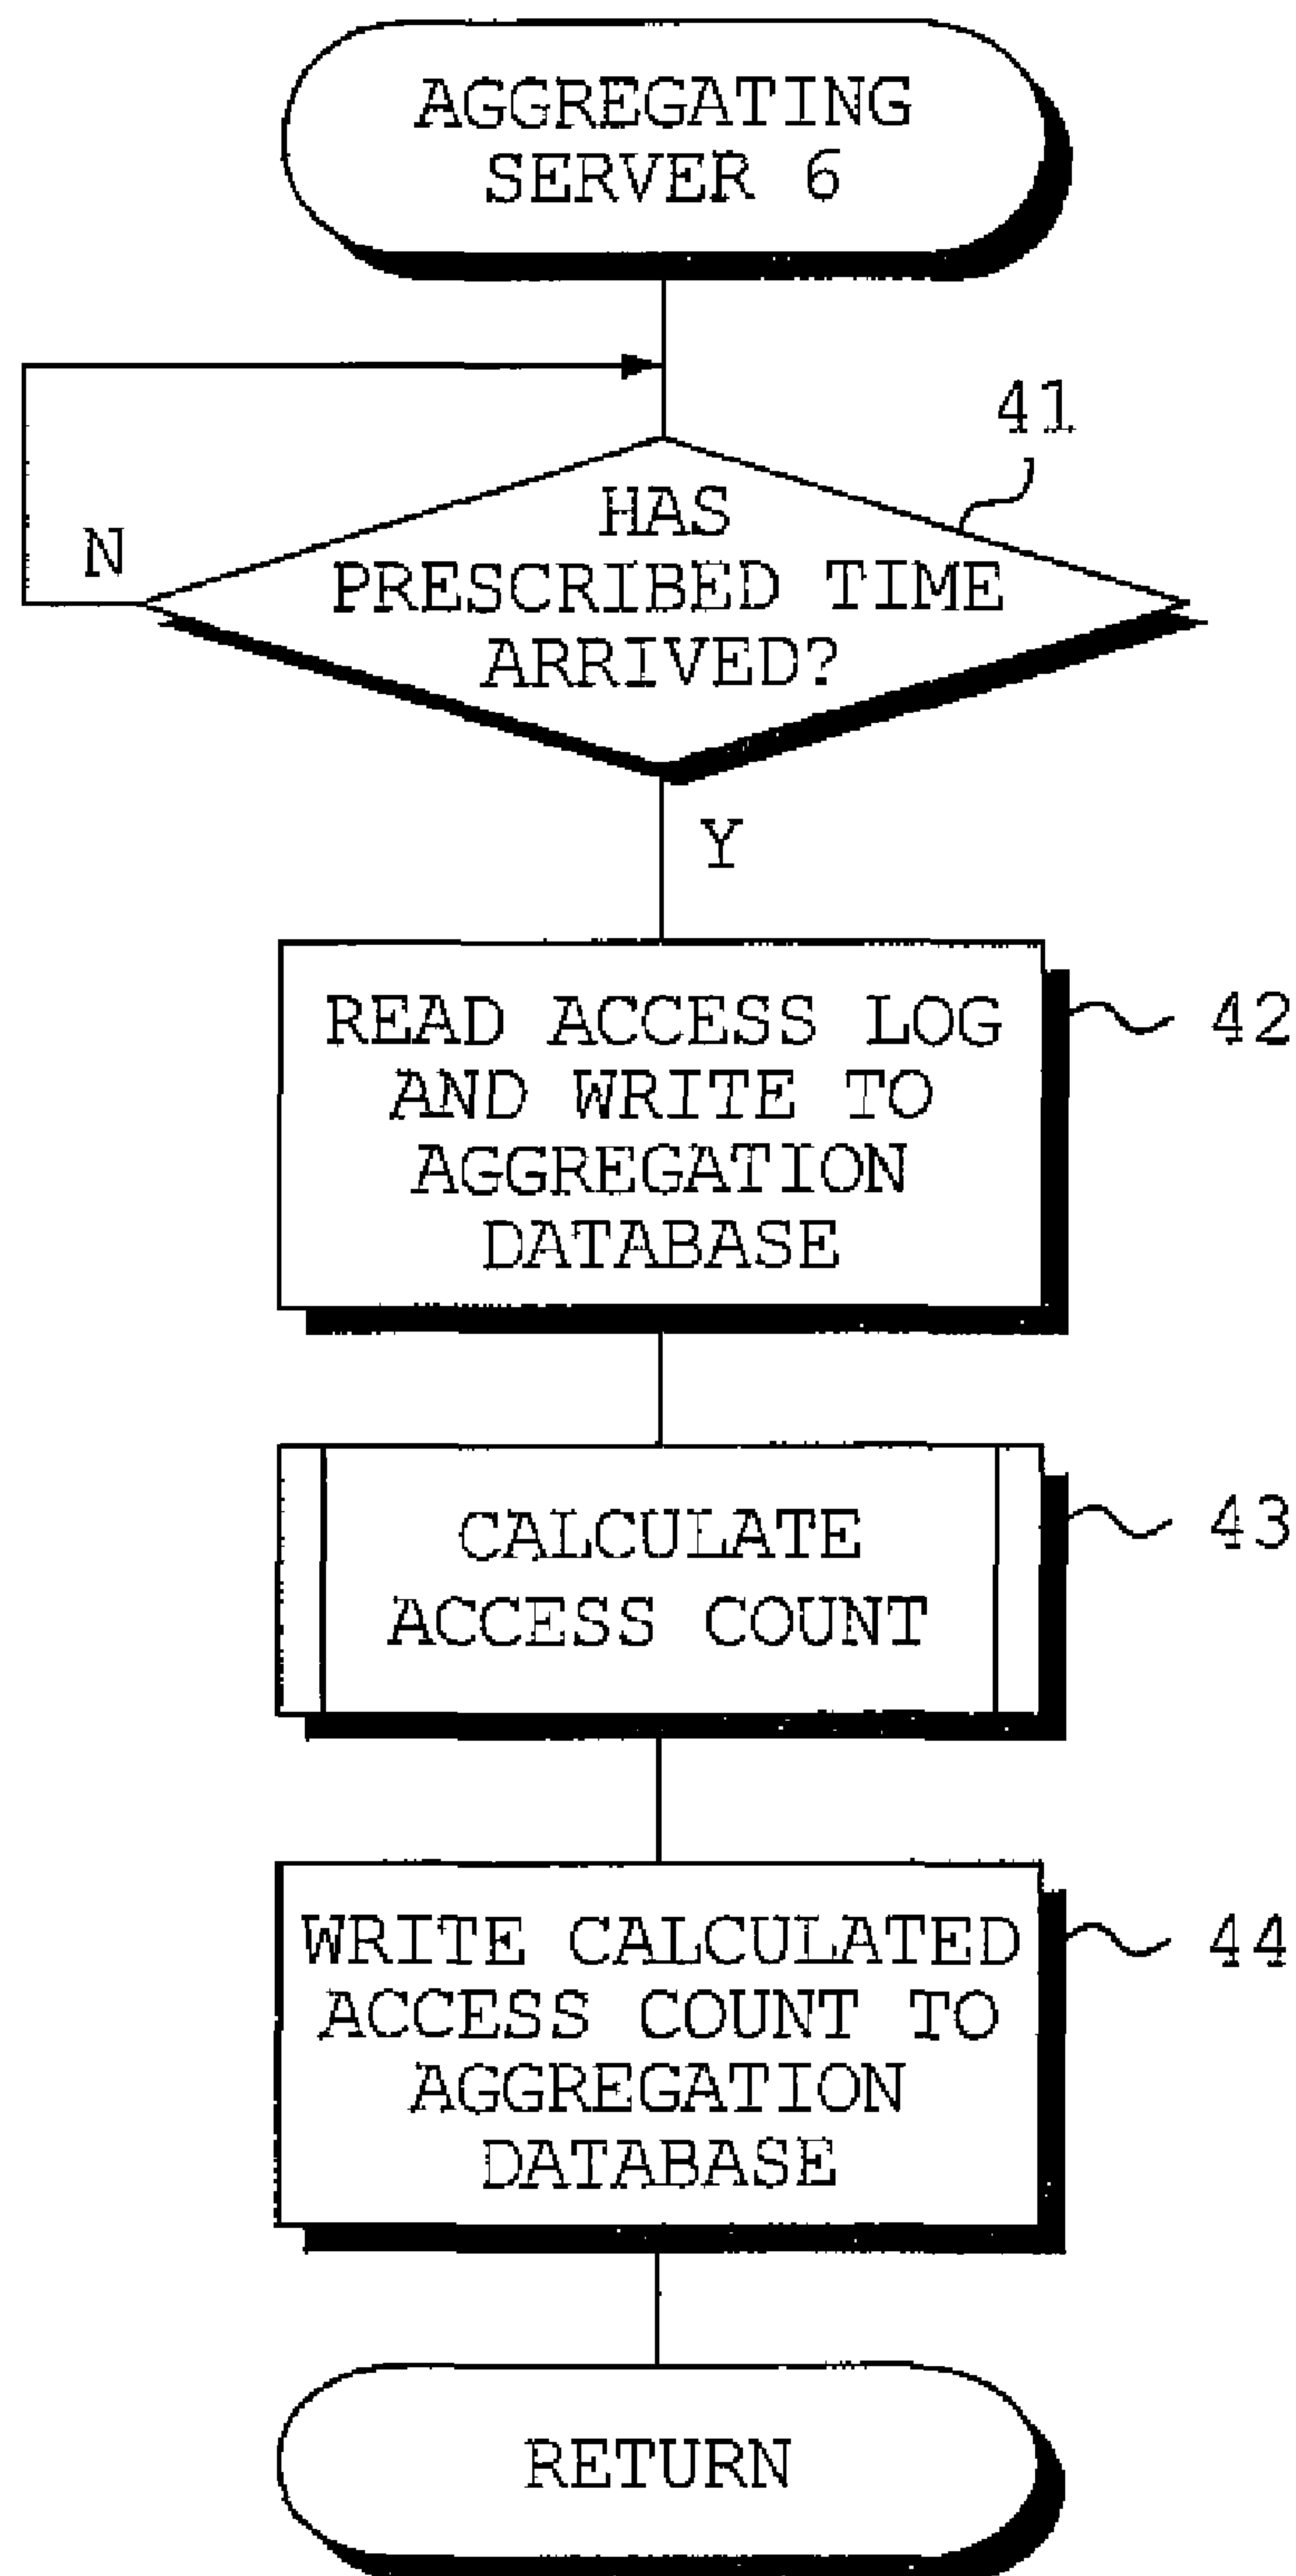 AGGREGATING
SERVER 6
41
HAS
PRESCRIBED TIME
ARRIVED?
N
Y
READ ACCESS LOG
AND WRITE TO
AGGREGATION
DATABASE
42
CALCULATE
ACCESS COUNT
43
WRITE CALCULATED
ACCESS COUNT TO
AGGREGATION
DATABASE
44
RETURN